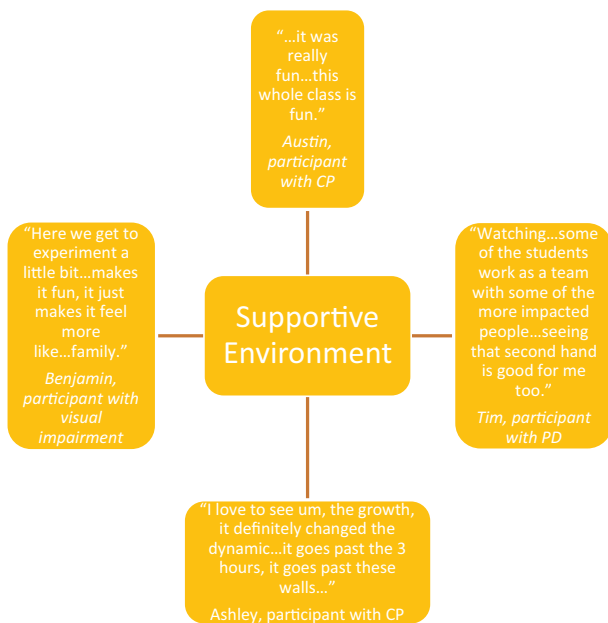 “...it was
really
fun...this
whole class is
fun.”
Austin,
participant
with CP
“Here we get to
experiment a
little bit...makes
it fun, it just
makes it feel
more
like...family.”
Benjamin,
participant with
visual
impairment
Supportive
Environment
“Watching...some
of the students
work as a team
with some of the
more impacted
people...seeing
that second hand
is good for me
too.”
Tim, participant
with PD
“I love to see um, the growth,
it definitely changed the
dynamic...it goes past the 3
hours, it goes past these
walls...”
Ashley, participant with CP